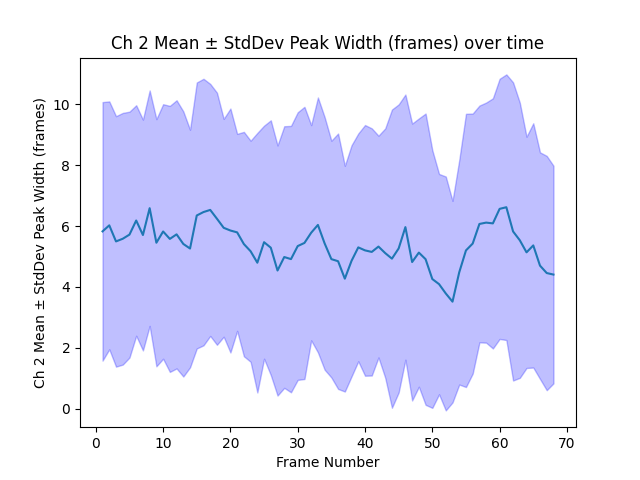 Ch 2 Mean ± StdDev Peak Width (frames) over time
Ch 2 Mean ± StdDev Peak Width (frames)
10
8
6
4
2
0
0 10 20 30 40 50 60 70
Frame Number